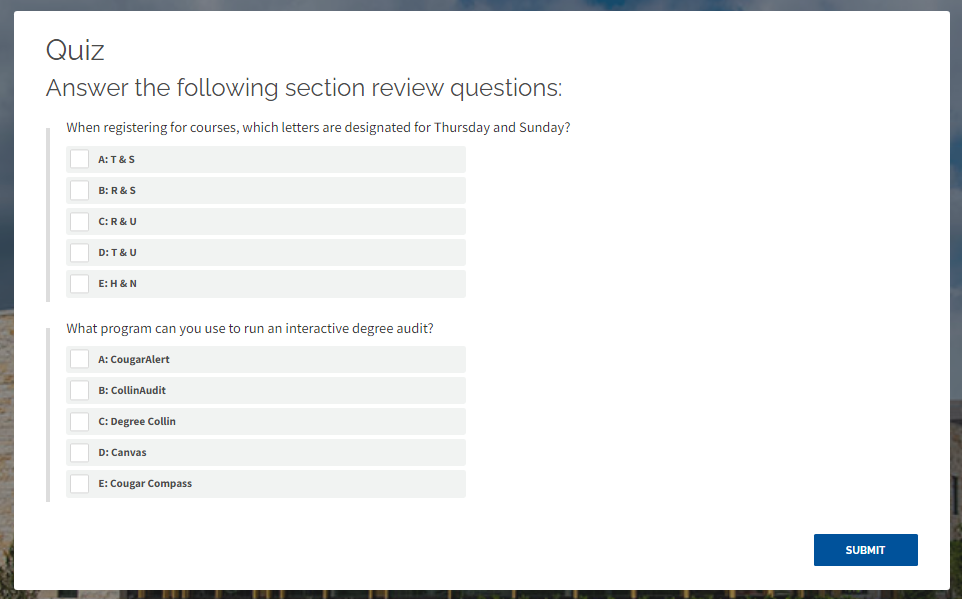 Quiz
Answer the following section review questions:
When registering for courses, which letters are designated for Thursday and Sunday?
A: T & S
B: R & S
C: R & U
D: T & U
E: H & N
What program can you use to run an interactive degree audit?
A: CougarAlert
B: CollinAudit
C: Degree Collin
D: Canvas
E: Cougar Compass
SUBMIT